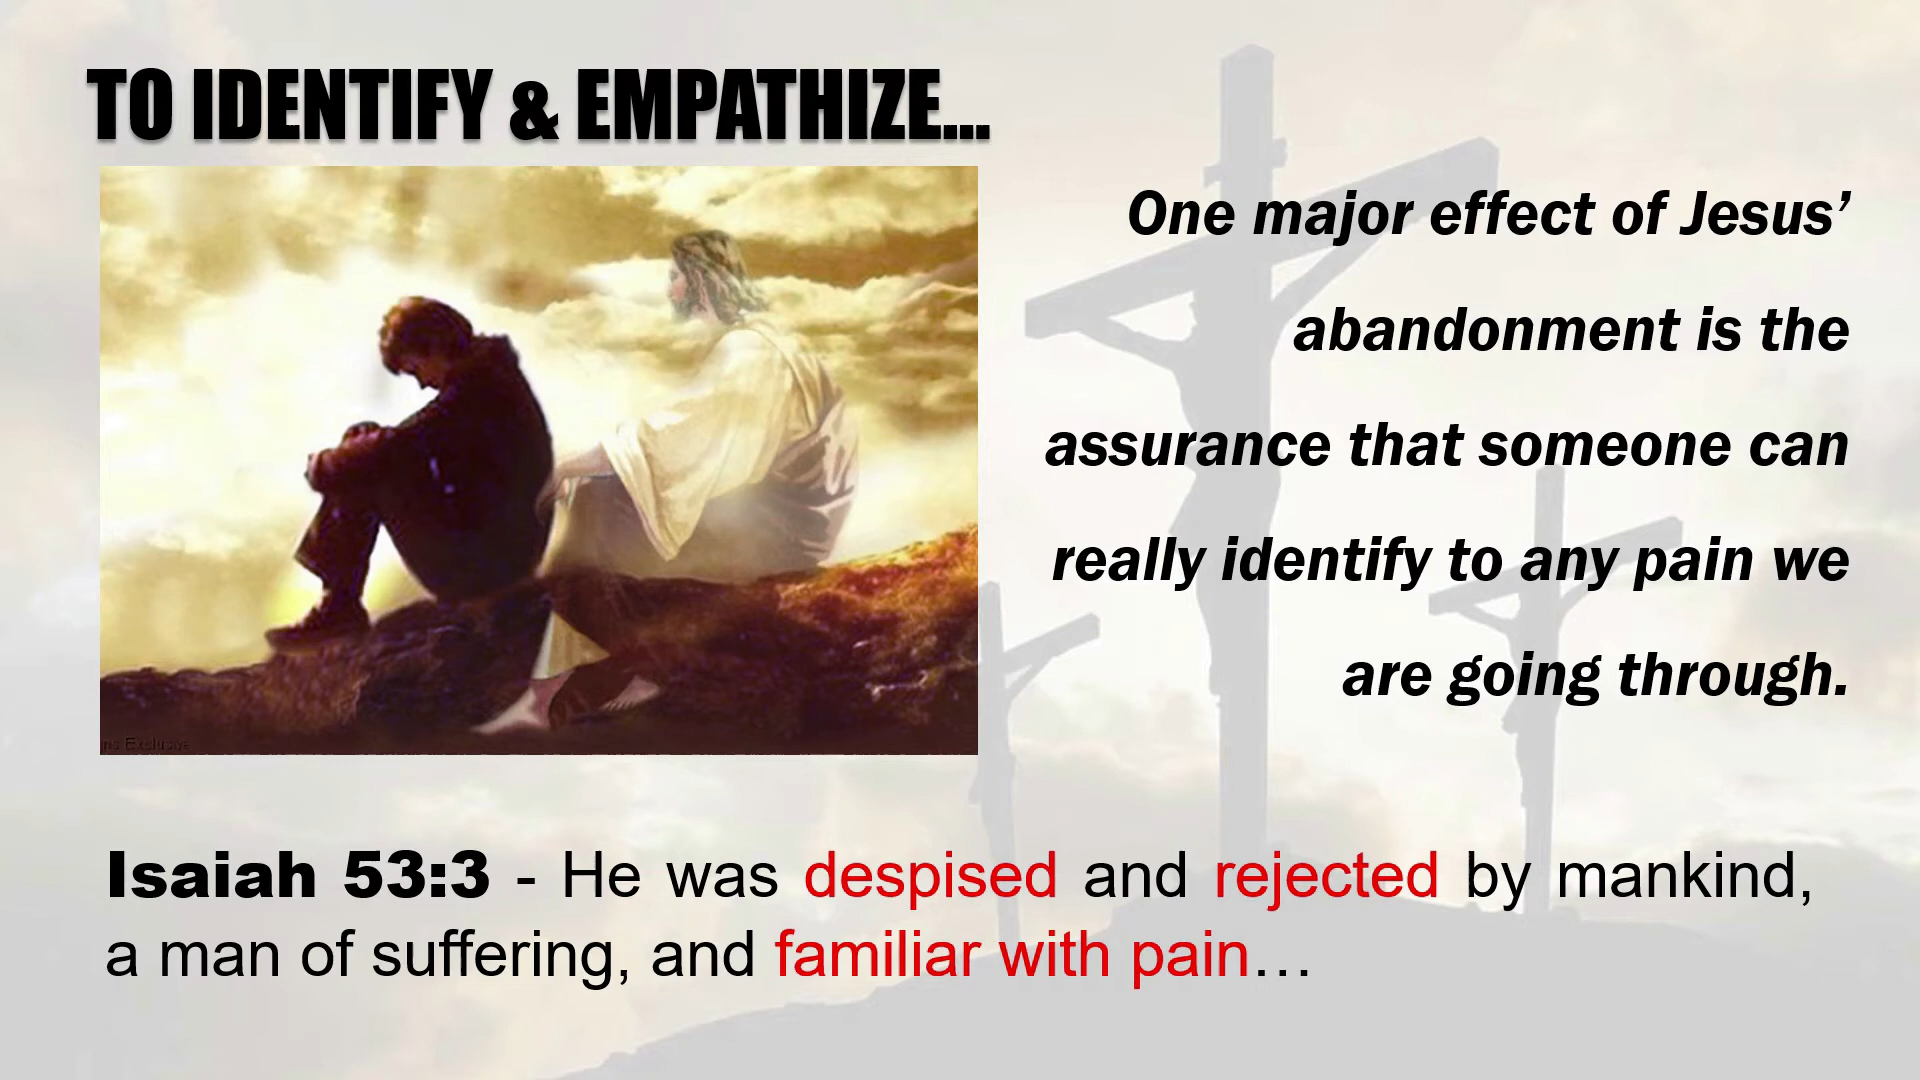 TO IDENTIFY & EMPATHIZE...
One major effect of Jesus’
abandonment is the
assurance that someone can
really identify to any pain we
are going through.
Isaiah 53:3 - He was despised and rejected by mankind,
a man of suffering, and familiar with pain…